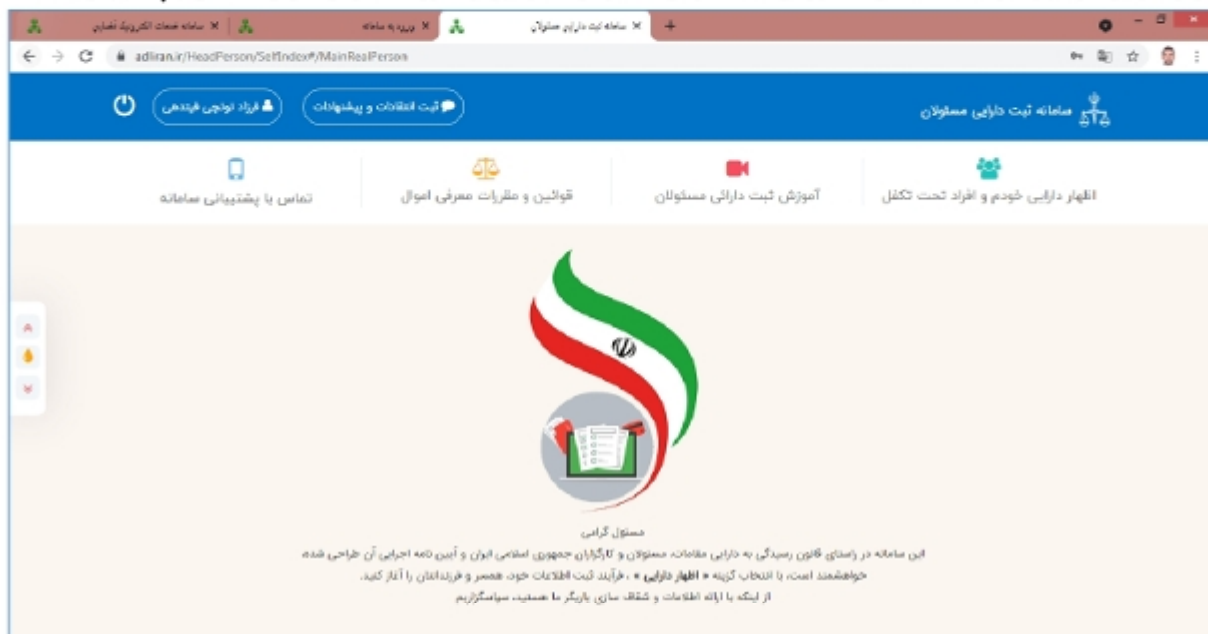 سامانه خدمات الکترونیک قضایی
ورود به سامانه
سامانه ثبت دارایی مسئولان
adliran.ir/HeadPerson/SelfIndex#/MainRealPerson
سامانه ثبت دارایی مسئولان
ثبت انتقادات و پیشنهادات
فرزاد
اظهار دارایی خودم و افراد تحت تکفل
آموزش ثبت دارائی مسئولان
قوانین و مقررات معرفی اموال
تماس با پشتیبانی سامانه
مسئول گرامی
این سامانه در راستای قانون رسیدگی به دارایی مقامات، مسئولان و کارگزاران جمهوری اسلامی ایران و آیین نامه اجرایی آن طراحی شده،
خواهشمند است، با انتخاب گزینه « اظهار دارایی » ، فرآیند ثبت اطلاعات خود، همسر و فرزندانتان را آغاز کنید.
از اینکه با ارائه اطلاعات و شفاف سازی یاریگر ما هستید، سپاسگزاریم